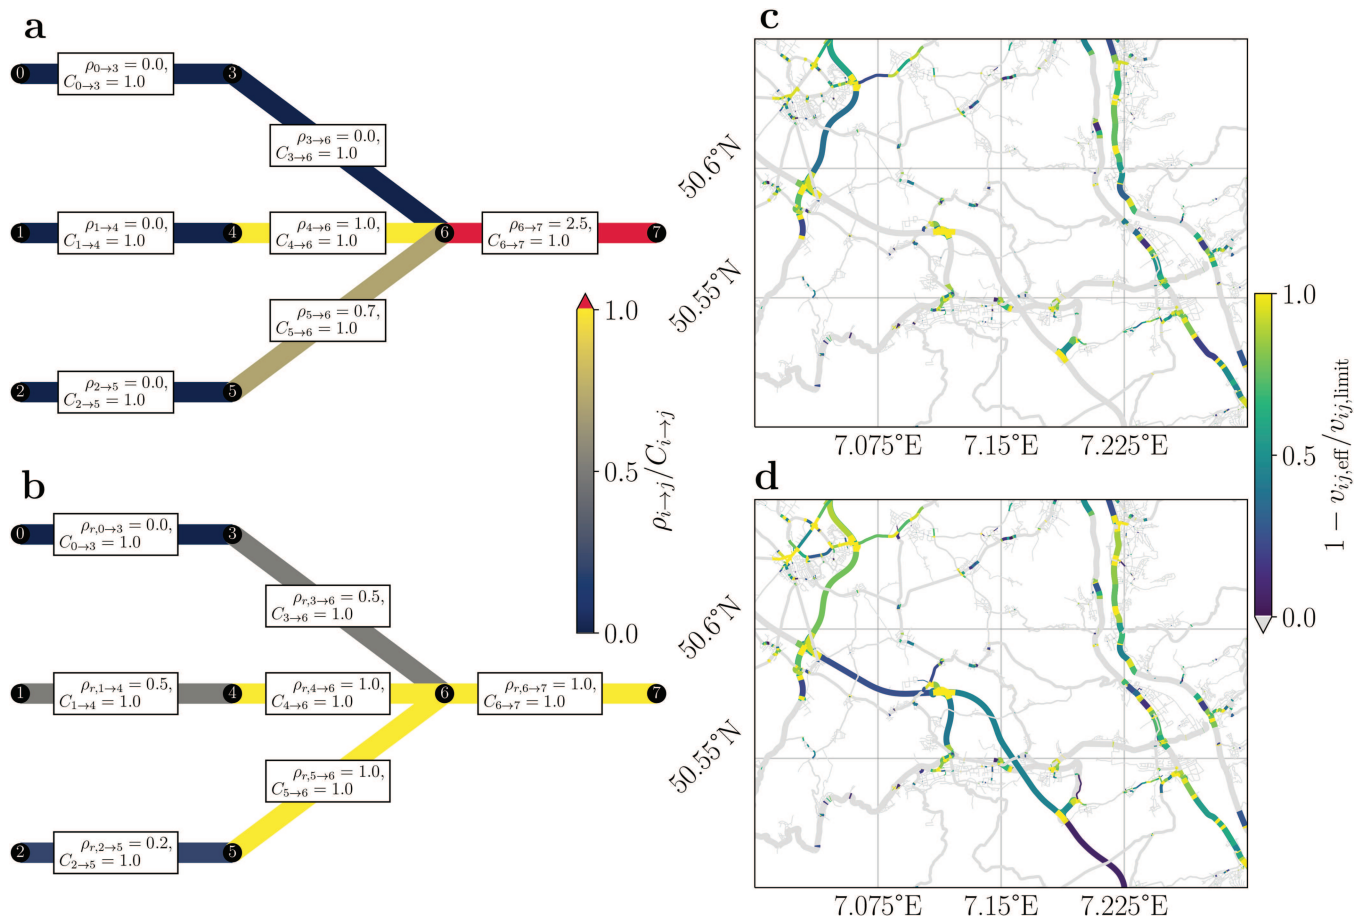 a
0
3
ρ0→3 = 0.0,
C0→3 = 1.0
ρ3→6 = 0.0,
C3→6 = 1.0
1
4
6
7
ρ1→4 = 0.0,
C1→4 = 1.0
ρ4→6 = 1.0,
C4→6 = 1.0
ρ6→7 = 2.5,
C6→7 = 1.0
ρ5→6 = 0.7,
C5→6 = 1.0
2
5
ρ2→5 = 0.0,
C2→5 = 1.0
b
0
3
ρr,0→3 = 0.0,
C0→3 = 1.0
ρr,3→6 = 0.5,
C3→6 = 1.0
1
4
6
7
ρr,1→4 = 0.5,
C1→4 = 1.0
ρr,4→6 = 1.0,
C4→6 = 1.0
ρr,6→7 = 1.0,
C6→7 = 1.0
ρr,5→6 = 1.0,
C5→6 = 1.0
2
5
ρr,2→5 = 0.2,
C2→5 = 1.0
1.0
0.5
0.0
ρi→j/Ci→j
c
50.6°N
50.55°N
7.075°E
7.15°E
7.225°E
d
50.6°N
50.55°N
7.075°E
7.15°E
7.225°E
1.0
0.5
0.0
1 − vij,eff/vij,limit